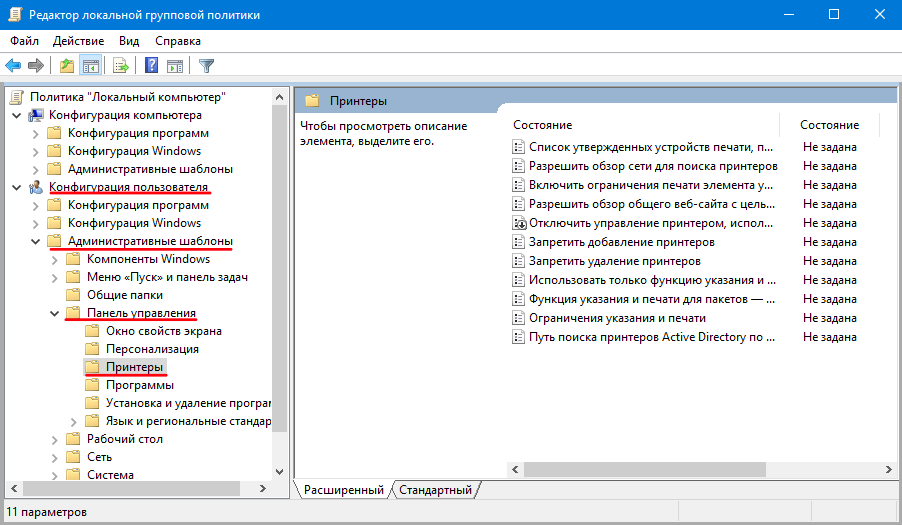 Редактор локальной групповой политики
Файл Действие Вид Справка
Политика "Локальный компьютер"
Конфигурация компьютера
Конфигурация программ
Конфигурация Windows
Административные шаблоны
Конфигурация пользователя
Конфигурация программ
Конфигурация Windows
Административные шаблоны
Компоненты Windows
Меню «Пуск» и панель задач
Общие папки
Панель управления
Окно свойств экрана
Персонализация
Принтеры
Программы
Установка и удаление програм
Язык и региональные стандар
Рабочий стол
Сеть
Система
Принтеры
Чтобы просмотреть описание
элемента, выделите его.
Состояние Состояние
Список утвержденных устройств печати, п... Не задана
Разрешить обзор сети для поиска принтеров Не задана
Включить ограничения печати элемента у... Не задана
Разрешить обзор общего веб-сайта с цель... Не задана
Отключить управление принтером, испол... Не задана
Запретить добавление принтеров Не задана
Запретить удаление принтеров Не задана
Использовать только функцию указания и ... Не задана
Функция указания и печати для пакетов — ... Не задана
Ограничения указания и печати Не задана
Путь поиска принтеров Active Directory по ... Не задана
Расширенный Стандартный
11 параметров